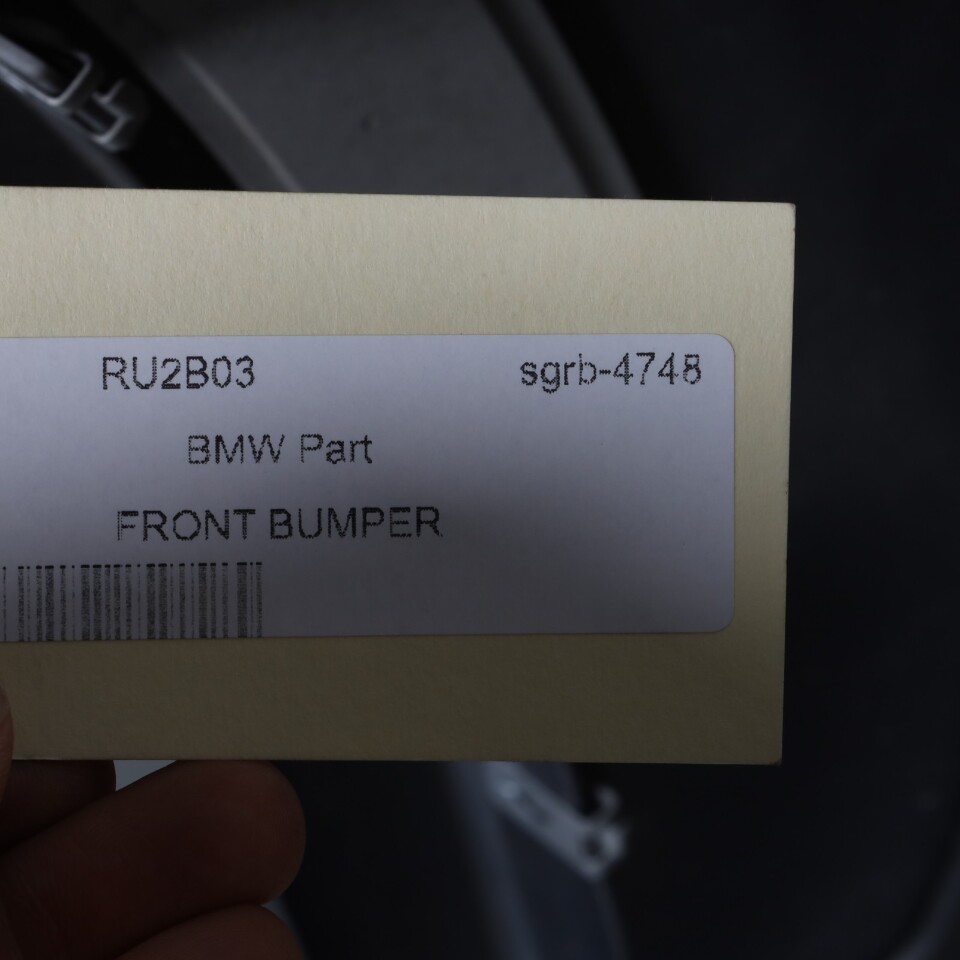 RU2B03 sgrb-4748
BMW Part
FRONT BUMPER